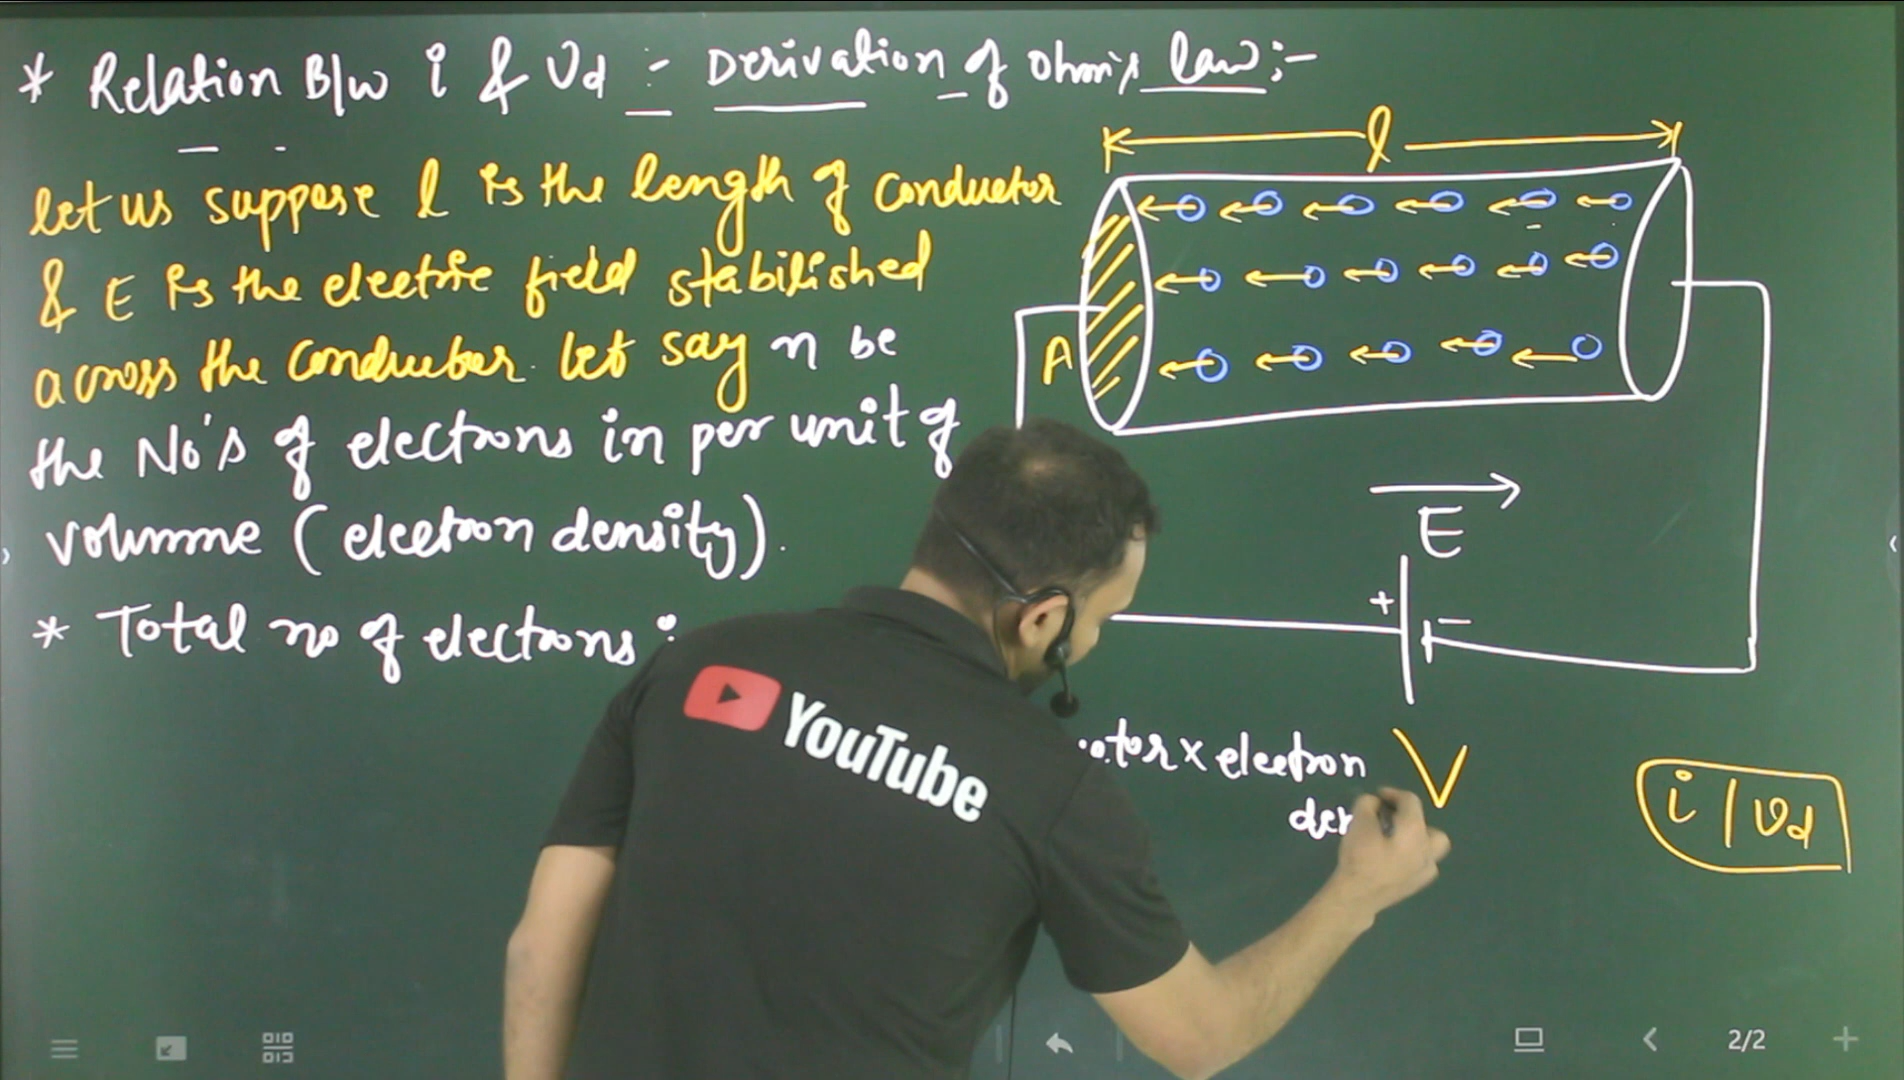 * Relation B/w i & Vd :- Derivation of ohm's law :-
let us suppose l is the length of conductor
& E is the electric field stabilished
across the conductor. let say n be
the No's of electrons in per unit of
volumme (electron density).
* Total no of electrons :
l
A
E
+ -
x electron
V
i | Vd
YouTube
2/2